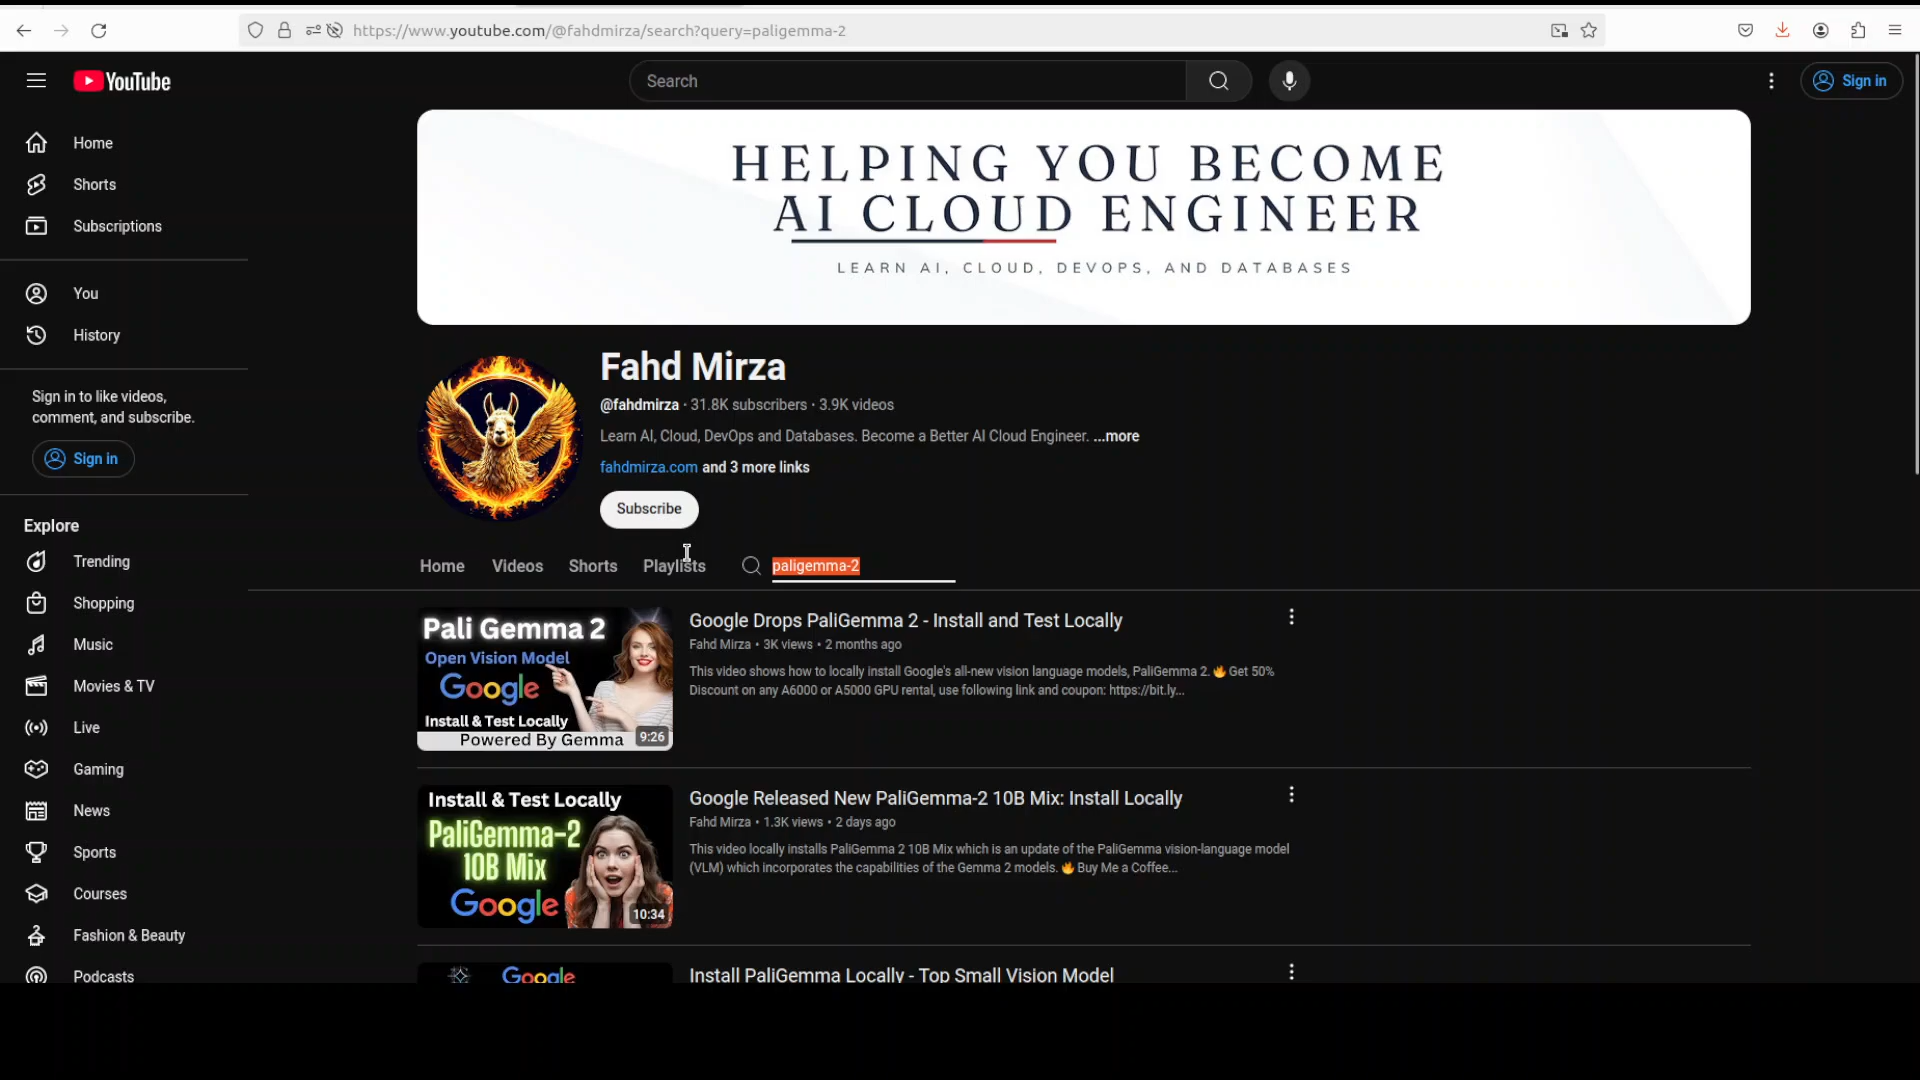 https://www.youtube.com/@fahdmirza/search?query=paligemma-2
YouTube
Search
Sign in
Home
Shorts
Subscriptions
You
History
Sign in to like videos,
comment, and subscribe.
Sign in
Explore
Trending
Shopping
Music
Movies & TV
Live
Gaming
News
Sports
Courses
Fashion & Beauty
Podcasts
HELPING YOU BECOME
AI CLOUD ENGINEER
LEARN AI, CLOUD, DEVOPS, AND DATABASES
Fahd Mirza
@fahdmirza · 31.8K subscribers · 3.9K videos
Learn AI, Cloud, DevOps and Databases. Become a Better AI Cloud Engineer. ...more
fahdmirza.com and 3 more links
Subscribe
Home Videos Shorts Playlists paligemma-2
Pali Gemma 2
Open Vision Model
Google
Install & Test Locally
Powered By Gemma
9:26
Google Drops PaliGemma 2 - Install and Test Locally
Fahd Mirza • 3K views • 2 months ago
This video shows how to locally install Google's all-new vision language models, PaliGemma 2. 🔥 Get 50%
Discount on any A6000 or A5000 GPU rental, use following link and coupon: https://bit.ly...
Install & Test Locally
PaliGemma-2
10B Mix
Google
10:34
Google Released New PaliGemma-2 10B Mix: Install Locally
Fahd Mirza • 1.3K views • 2 days ago
This video locally installs PaliGemma 2 10B Mix which is an update of the PaliGemma vision-language model
(VLM) which incorporates the capabilities of the Gemma 2 models. 🔥 Buy Me a Coffee...
Google
Install PaliGemma Locally - Top Small Vision Model